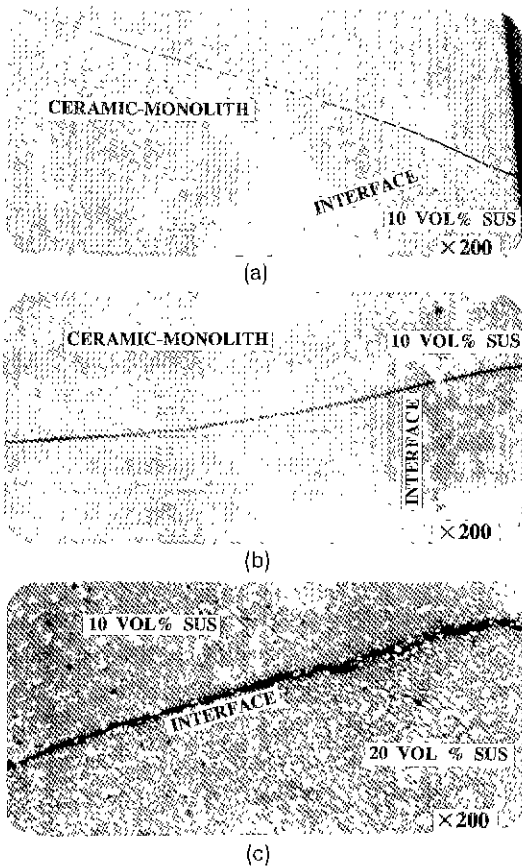 CERAMIC-MONOLITH
INTERFACE
10 VOL% SUS
×200
(a)
CERAMIC-MONOLITH
10 VOL% SUS
INTERFACE
×200
(b)
10 VOL% SUS
INTERFACE
20 VOL % SUS
×200
(c)